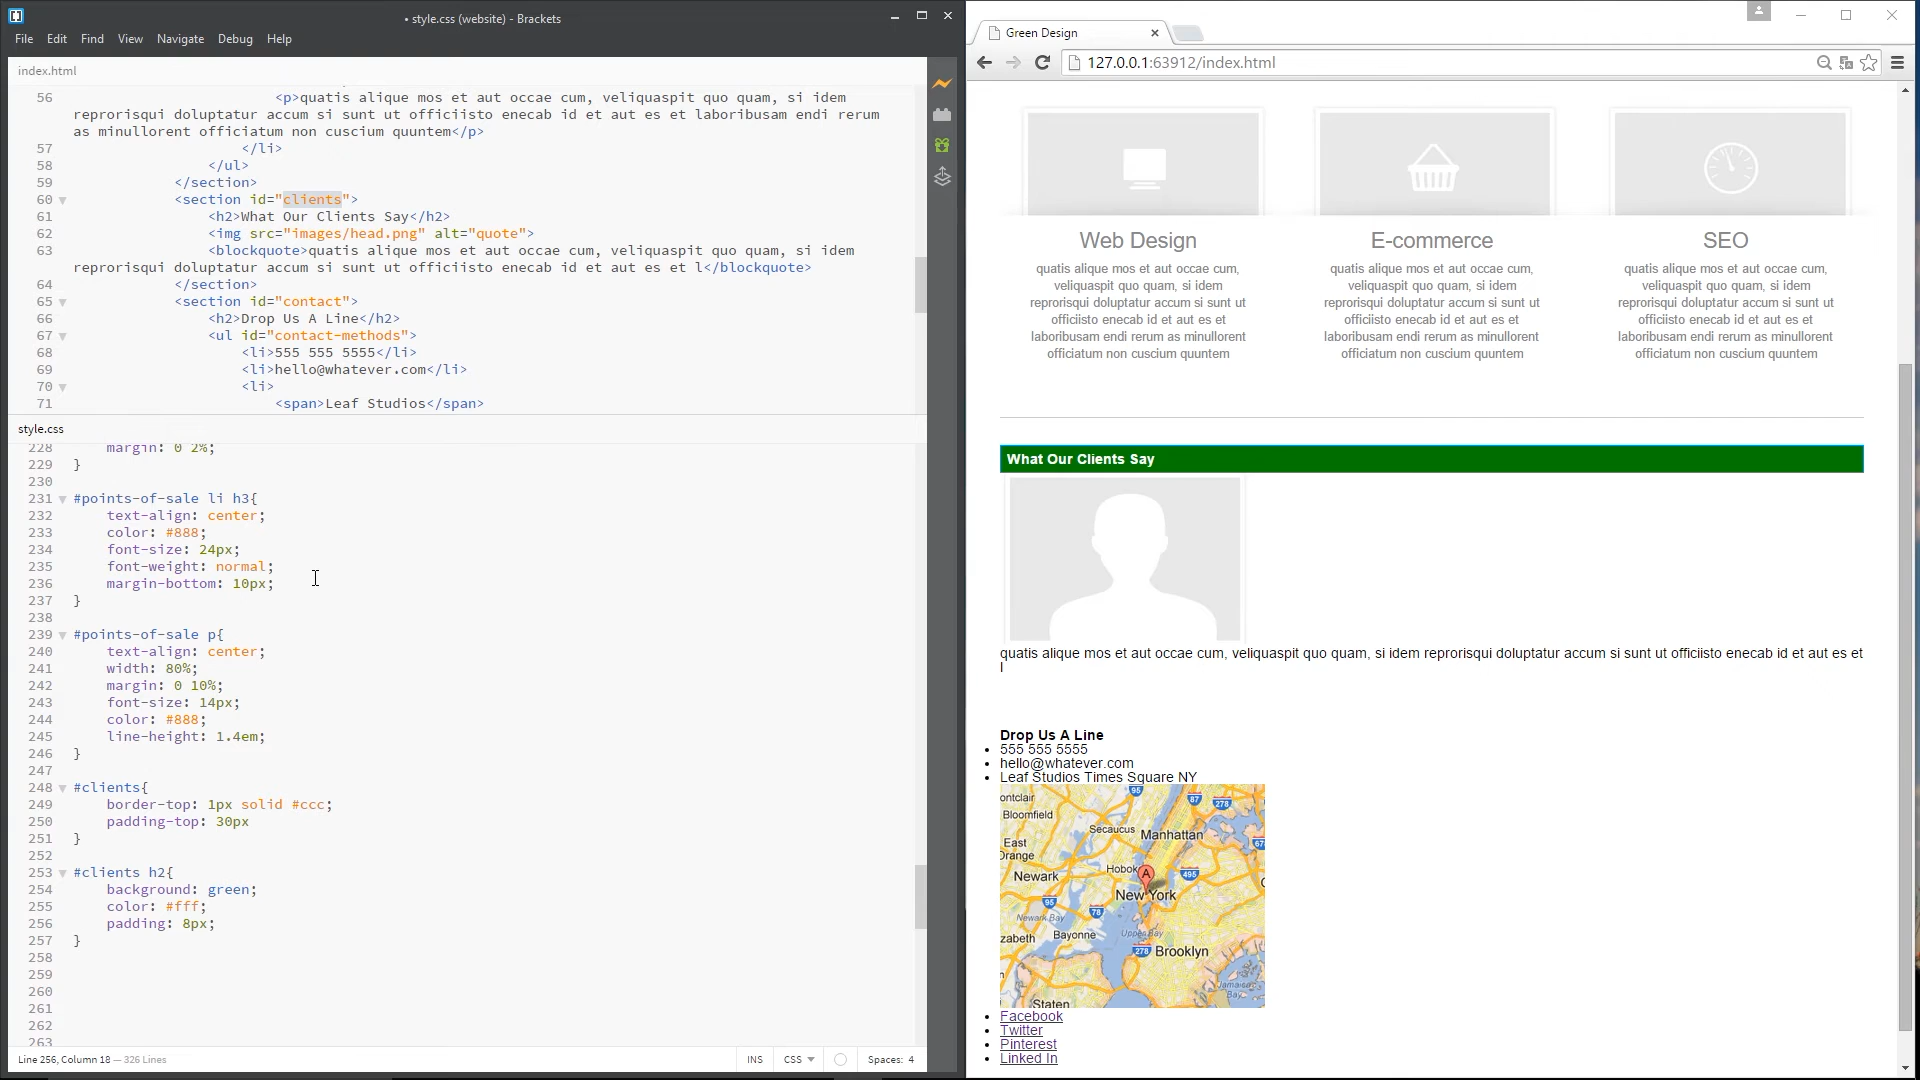 • style.css (website) - Brackets
File Edit Find View Navigate Debug Help
index.html
56 <p>quatis alique mos et aut occae cum, veliquaspit quo quam, si idem
reprorisqui doluptatur accum si sunt ut officiisto enecab id et aut es et laboribusam endi rerum
as minullorent officiatum non cuscium quuntem</p>
57 </li>
58 </ul>
59 </section>
60 <section id="clients">
61 <h2>What Our Clients Say</h2>
62 <img src="images/head.png" alt="quote">
63 <blockquote>quatis alique mos et aut occae cum, veliquaspit quo quam, si idem
reprorisqui doluptatur accum si sunt ut officiisto enecab id et aut es et l</blockquote>
64 </section>
65 <section id="contact">
66 <h2>Drop Us A Line</h2>
67 <ul id="contact-methods">
68 <li>555 555 5555</li>
69 <li>hello@whatever.com</li>
70 <li>
71 <span>Leaf Studios</span>
style.css
228 margin: 0 2%;
229 }
230
231 #points-of-sale li h3{
232 text-align: center;
233 color: #888;
234 font-size: 24px;
235 font-weight: normal;
236 margin-bottom: 10px;
237 }
238
239 #points-of-sale p{
240 text-align: center;
241 width: 80%;
242 margin: 0 10%;
243 font-size: 14px;
244 color: #888;
245 line-height: 1.4em;
246 }
247
248 #clients{
249 border-top: 1px solid #ccc;
250 padding-top: 30px
251 }
252
253 #clients h2{
254 background: green;
255 color: #fff;
256 padding: 8px;
257 }
258
259
260
261
262
263
Line 256, Column 18 — 326 Lines
INS CSS Spaces: 4
Green Design
127.0.0.1:63912/index.html
Web Design
quatis alique mos et aut occae cum,
veliquaspit quo quam, si idem
reprorisqui doluptatur accum si sunt ut
officiisto enecab id et aut es et
laboribusam endi rerum as minullorent
officiatum non cuscium quuntem
E-commerce
quatis alique mos et aut occae cum,
veliquaspit quo quam, si idem
reprorisqui doluptatur accum si sunt ut
officiisto enecab id et aut es et
laboribusam endi rerum as minullorent
officiatum non cuscium quuntem
SEO
quatis alique mos et aut occae cum,
veliquaspit quo quam, si idem
reprorisqui doluptatur accum si sunt ut
officiisto enecab id et aut es et
laboribusam endi rerum as minullorent
officiatum non cuscium quuntem
What Our Clients Say
quatis alique mos et aut occae cum, veliquaspit quo quam, si idem reprorisqui doluptatur accum si sunt ut officiisto enecab id et aut es et
l
Drop Us A Line
• 555 555 5555
• hello@whatever.com
• Leaf Studios Times Square NY
95
87
278
ontclair
Bloomfield
Secaucus
Manhattan
East
Orange
Hobok
495
Newark
A
New York
95
78
278
Newark Bay
Upper Bay
zabeth
Bayonne
278
Brooklyn
Jamaica
Bay
Staten
• Facebook
• Twitter
• Pinterest
• Linked In